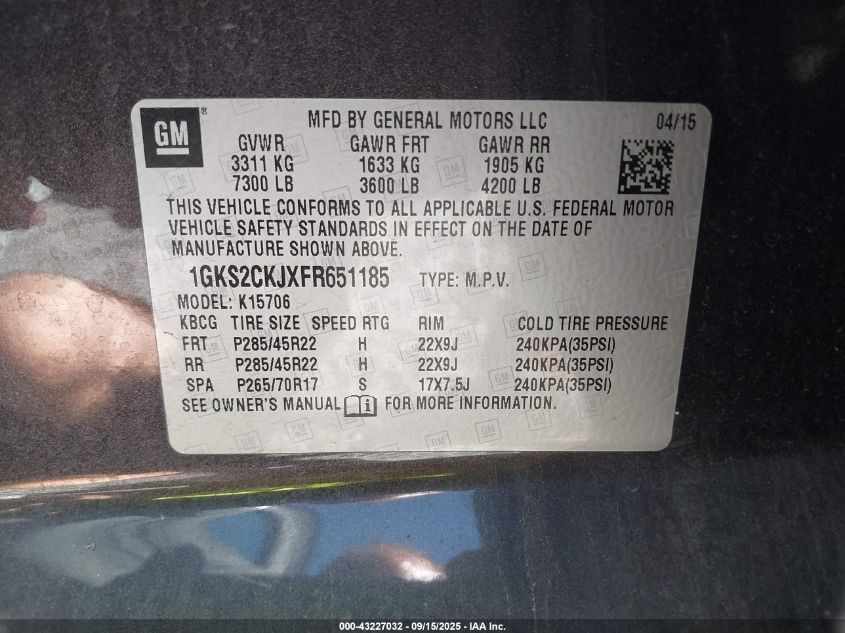 GM ®
MFD BY GENERAL MOTORS LLC 04/15
GVWR GAWR FRT GAWR RR
3311 KG 1633 KG 1905 KG
7300 LB 3600 LB 4200 LB
THIS VEHICLE CONFORMS TO ALL APPLICABLE U.S. FEDERAL MOTOR
VEHICLE SAFETY STANDARDS IN EFFECT ON THE DATE OF
MANUFACTURE SHOWN ABOVE.
1GKS2CKJXFR651185 TYPE: M.P.V.
MODEL: K15706
KBCG TIRE SIZE SPEED RTG RIM COLD TIRE PRESSURE
FRT P285/45R22 H 22X9J 240KPA(35PSI)
RR P285/45R22 H 22X9J 240KPA(35PSI)
SPA P265/70R17 S 17X7.5J 240KPA(35PSI)
SEE OWNER'S MANUAL i FOR MORE INFORMATION.
000-43227032 - 09/15/2025 - IAA Inc.